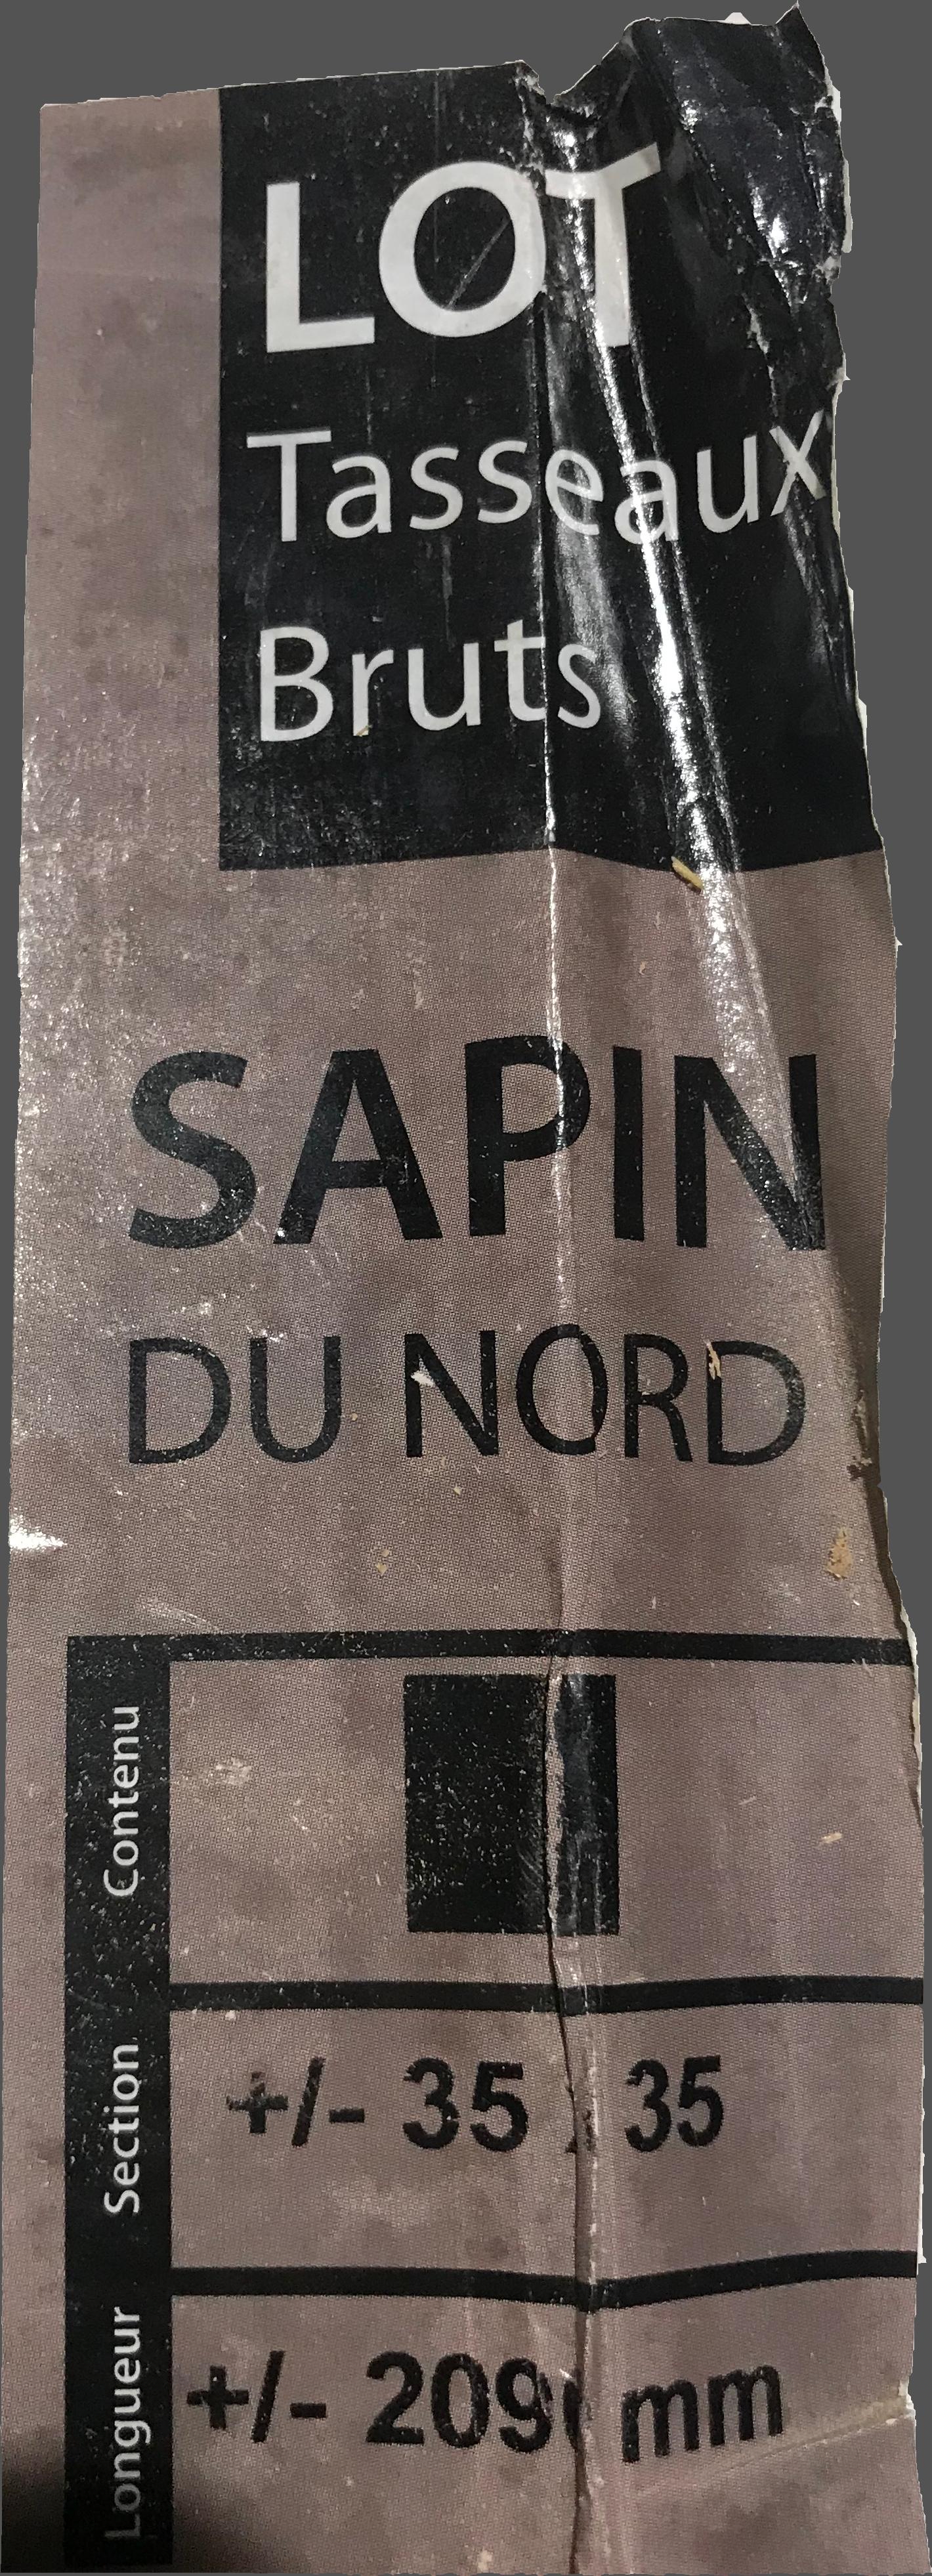 LOT
Tasseaux
Bruts
SAPIN
DU NORD
Contenu
Section
+/- 35 35
Longueur
+/- mm